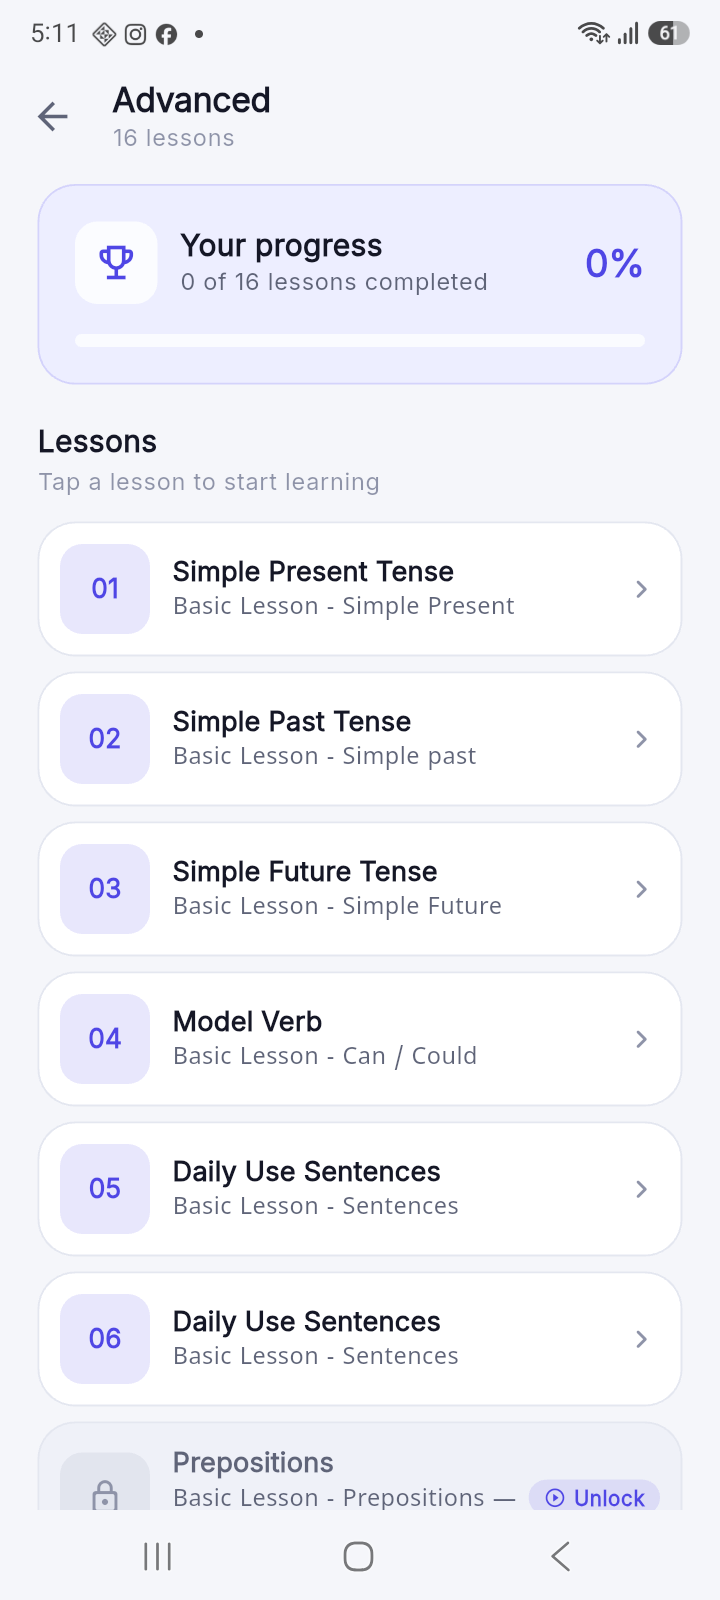 5:11
61
Advanced
16 lessons
Your progress
0 of 16 lessons completed
0%
Lessons
Tap a lesson to start learning
01
Simple Present Tense
Basic Lesson - Simple Present
02
Simple Past Tense
Basic Lesson - Simple past
03
Simple Future Tense
Basic Lesson - Simple Future
04
Model Verb
Basic Lesson - Can / Could
05
Daily Use Sentences
Basic Lesson - Sentences
06
Daily Use Sentences
Basic Lesson - Sentences
Prepositions
Basic Lesson - Prepositions —
Unlock